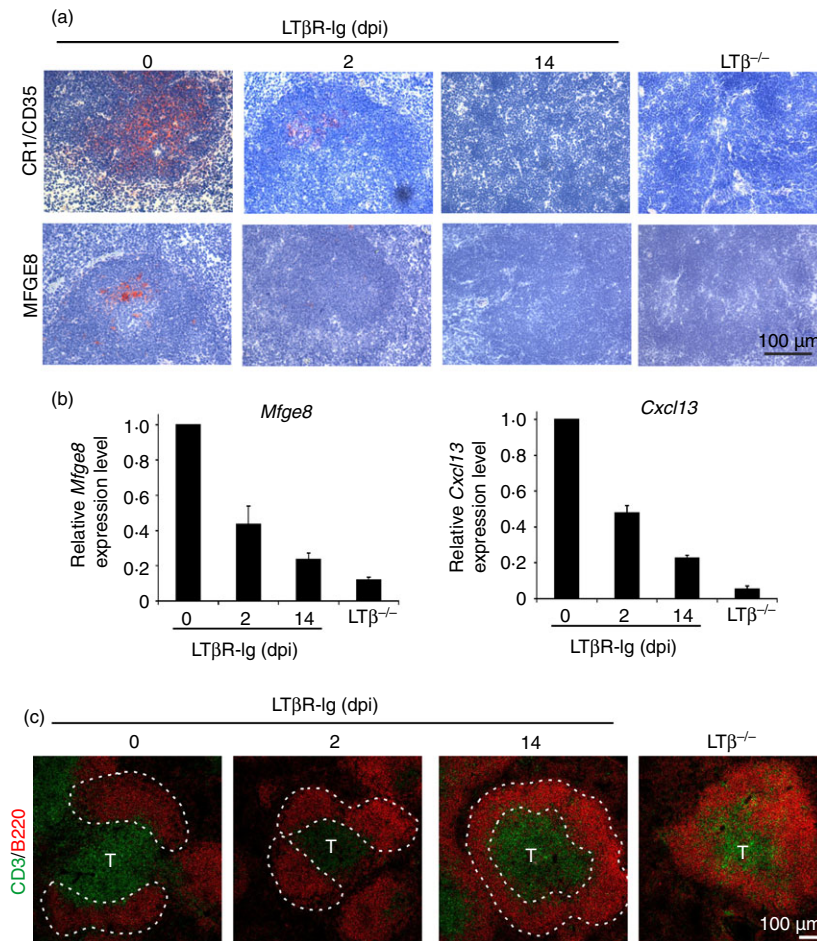 (a)
LTβR-Ig (dpi)
0 2 14 LTβ−/−
CR1/CD35
MFGE8
100 μm
(b)
Mfge8
Relative Mfge8
expression level
1·0
0·8
0·6
0·4
0·2
0
0 2 14 LTβ−/−
LTβR-Ig (dpi)
Cxcl13
Relative Cxcl13
expression level
1·0
0·8
0·6
0·4
0·2
0
0 2 14 LTβ−/−
LTβR-Ig (dpi)
(c)
LTβR-Ig (dpi)
0 2 14 LTβ−/−
CD3/B220
T T T T
100 μm